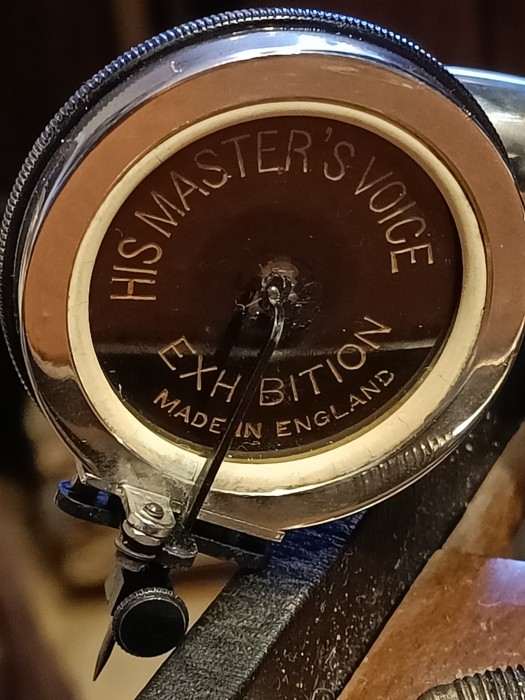 HIS MASTER'S VOICE
EXHIBITION
MADE IN ENGLAND